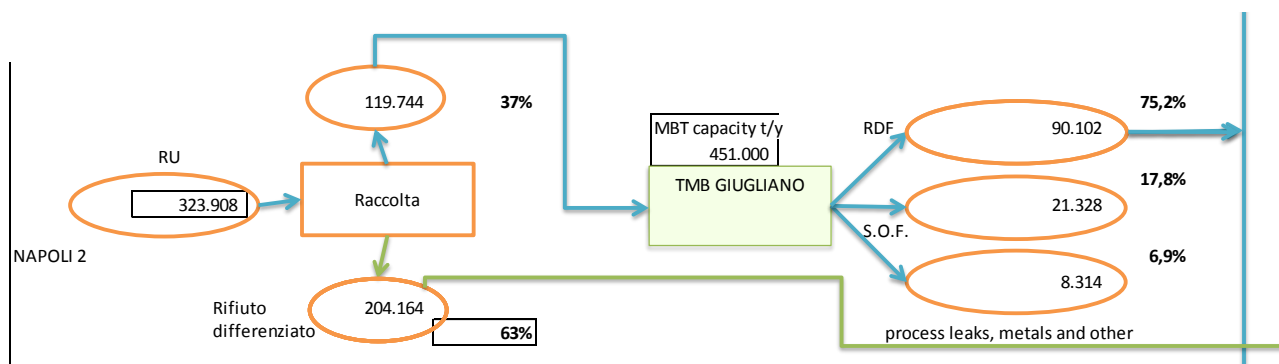 119.744
37%
75,2%
MBT capacity t/y
451.000
RDF
90.102
RU
TMB GIUGLIANO
17,8%
323.908
Raccolta
21.328
S.O.F.
NAPOLI 2
6,9%
8.314
Rifiuto
differenziato
204.164
63%
process leaks, metals and other